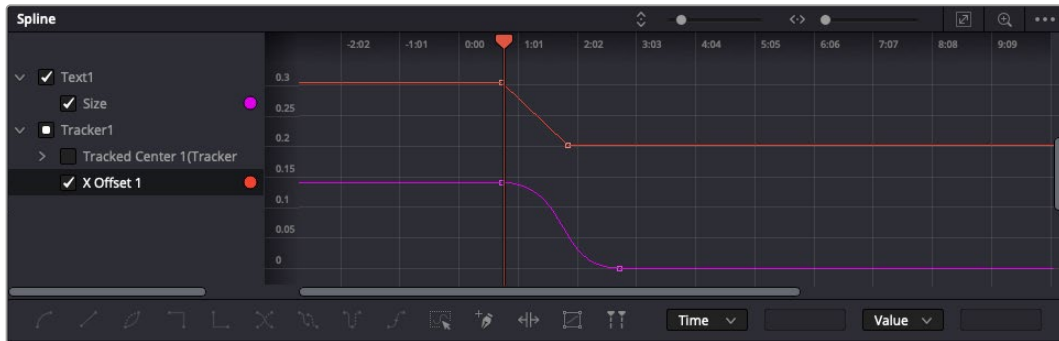 Spline
-2:02 -1:01 0:00 1:01 2:02 3:03 4:04 5:05 6:06 7:07 8:08 9:09
Text1
Size
Tracker1
Tracked Center 1(Tracker
X Offset 1
0.3
0.25
0.2
0.15
0.1
0.05
0
Time Value